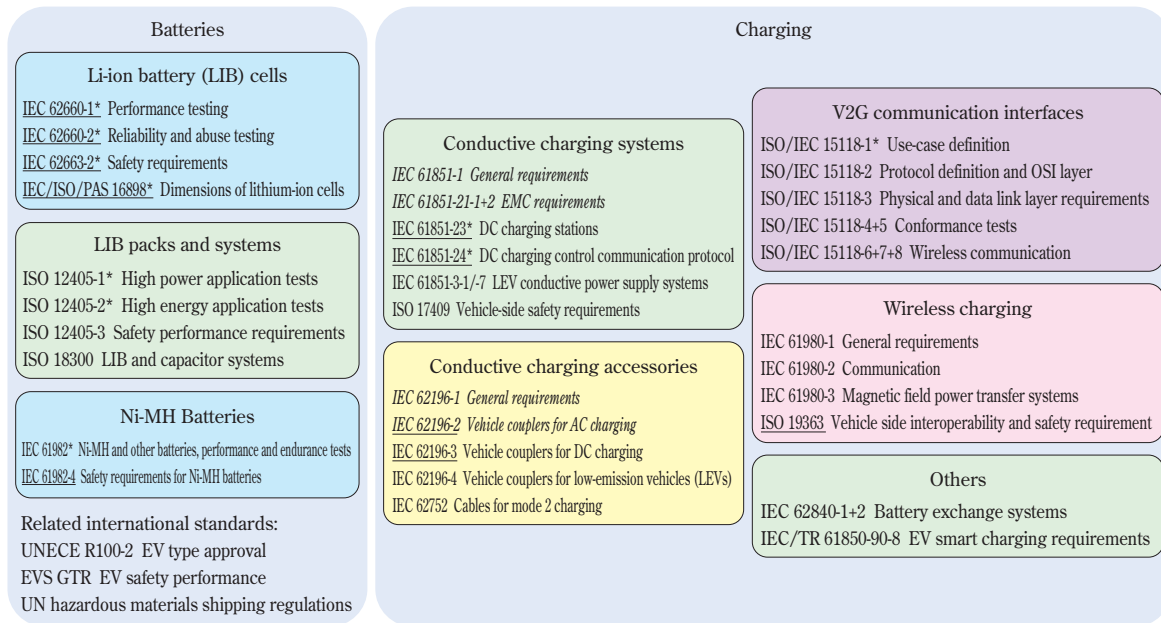 Batteries
Li-ion battery (LIB) cells
IEC 62660-1* Performance testing
IEC 62660-2* Reliability and abuse testing
IEC 62663-2* Safety requirements
IEC/ISO/PAS 16898* Dimensions of lithium-ion cells
LIB packs and systems
ISO 12405-1* High power application tests
ISO 12405-2* High energy application tests
ISO 12405-3 Safety performance requirements
ISO 18300 LIB and capacitor systems
Ni-MH Batteries
IEC 61982* Ni-MH and other batteries, performance and endurance tests
IEC 61982-4 Safety requirements for Ni-MH batteries
Related international standards:
UNECE R100-2 EV type approval
EVS GTR EV safety performance
UN hazardous materials shipping regulations
Charging
Conductive charging systems
IEC 61851-1 General requirements
IEC 61851-21-1+2 EMC requirements
IEC 61851-23* DC charging stations
IEC 61851-24* DC charging control communication protocol
IEC 61851-3-1/-7 LEV conductive power supply systems
ISO 17409 Vehicle-side safety requirements
Conductive charging accessories
IEC 62196-1 General requirements
IEC 62196-2 Vehicle couplers for AC charging
IEC 62196-3 Vehicle couplers for DC charging
IEC 62196-4 Vehicle couplers for low-emission vehicles (LEVs)
IEC 62752 Cables for mode 2 charging
V2G communication interfaces
ISO/IEC 15118-1* Use-case definition
ISO/IEC 15118-2 Protocol definition and OSI layer
ISO/IEC 15118-3 Physical and data link layer requirements
ISO/IEC 15118-4+5 Conformance tests
ISO/IEC 15118-6+7+8 Wireless communication
Wireless charging
IEC 61980-1 General requirements
IEC 61980-2 Communication
IEC 61980-3 Magnetic field power transfer systems
ISO 19363 Vehicle side interoperability and safety requirement
Others
IEC 62840-1+2 Battery exchange systems
IEC/TR 61850-90-8 EV smart charging requirements